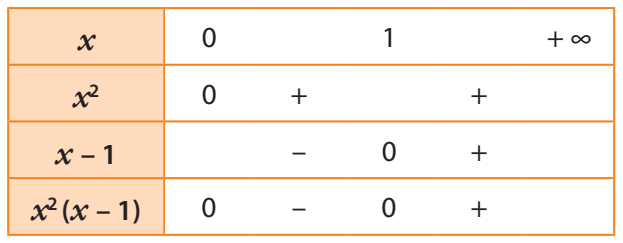 x 0 1 + ∞
x² 0 + +
x – 1 – 0 +
x² (x – 1) 0 – 0 +